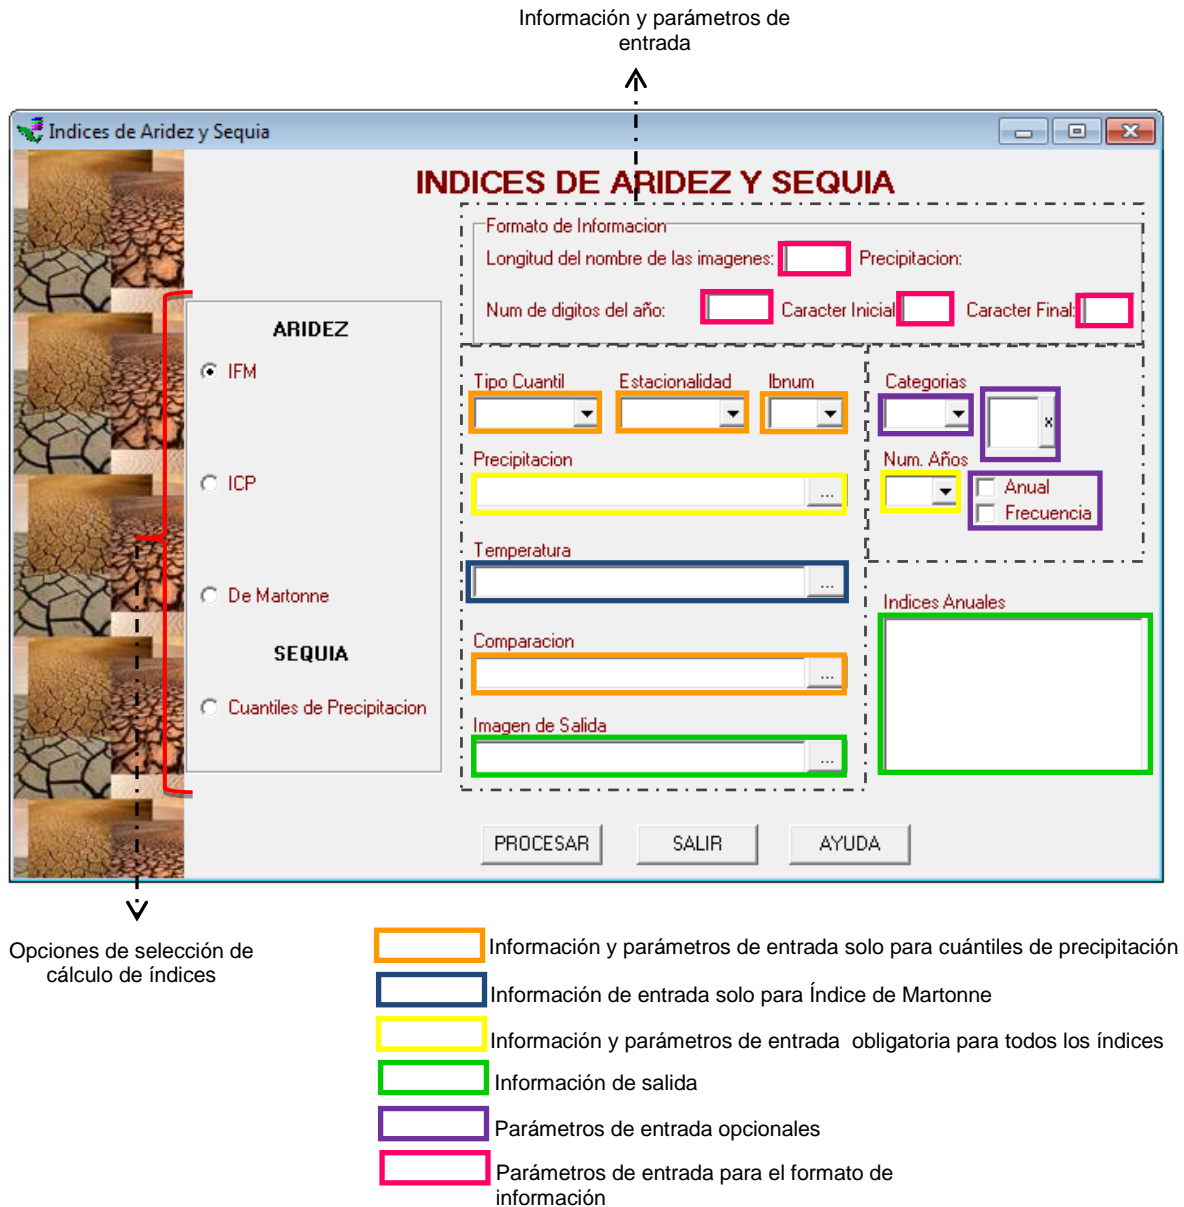 Información y parámetros de
entrada
Indices de Aridez y Sequia
INDICES DE ARIDEZ Y SEQUIA
Formato de Informacion
Longitud del nombre de las imagenes: Precipitacion:
Num de digitos del año: Caracter Inicial Caracter Final:
ARIDEZ
IFM
ICP
De Martonne
SEQUIA
Cuantiles de Precipitacion
Tipo Cuantil Estacionalidad Ibnum
Precipitacion
...
Temperatura
...
Comparacion
...
Imagen de Salida
...
Categorias
x
Num. Años
Anual
Frecuencia
Indices Anuales
PROCESAR SALIR AYUDA
Opciones de selección de
cálculo de índices
Información y parámetros de entrada solo para cuántiles de precipitación
Información de entrada solo para Índice de Martonne
Información y parámetros de entrada obligatoria para todos los índices
Información de salida
Parámetros de entrada opcionales
Parámetros de entrada para el formato de
información